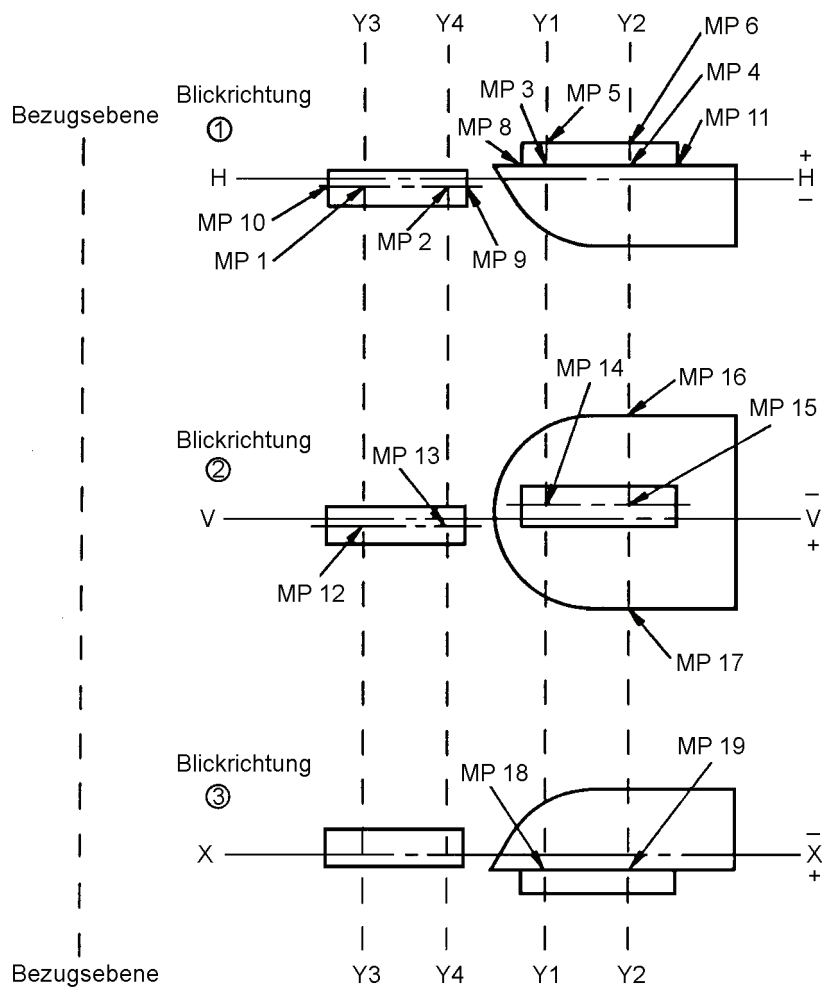 Y3 Y4 Y1 Y2
MP 6
MP 4
MP 3 MP 5
Blickrichtung
1
MP 8 MP 11
Bezugsebene
+
H H
–
MP 10
MP 1
MP 2
MP 9
MP 14
MP 16
MP 15
Blickrichtung
2
MP 13
–
V V
+
MP 12
MP 17
Blickrichtung
3
MP 18
MP 19
–
X X
+
Bezugsebene
Y3 Y4 Y1 Y2